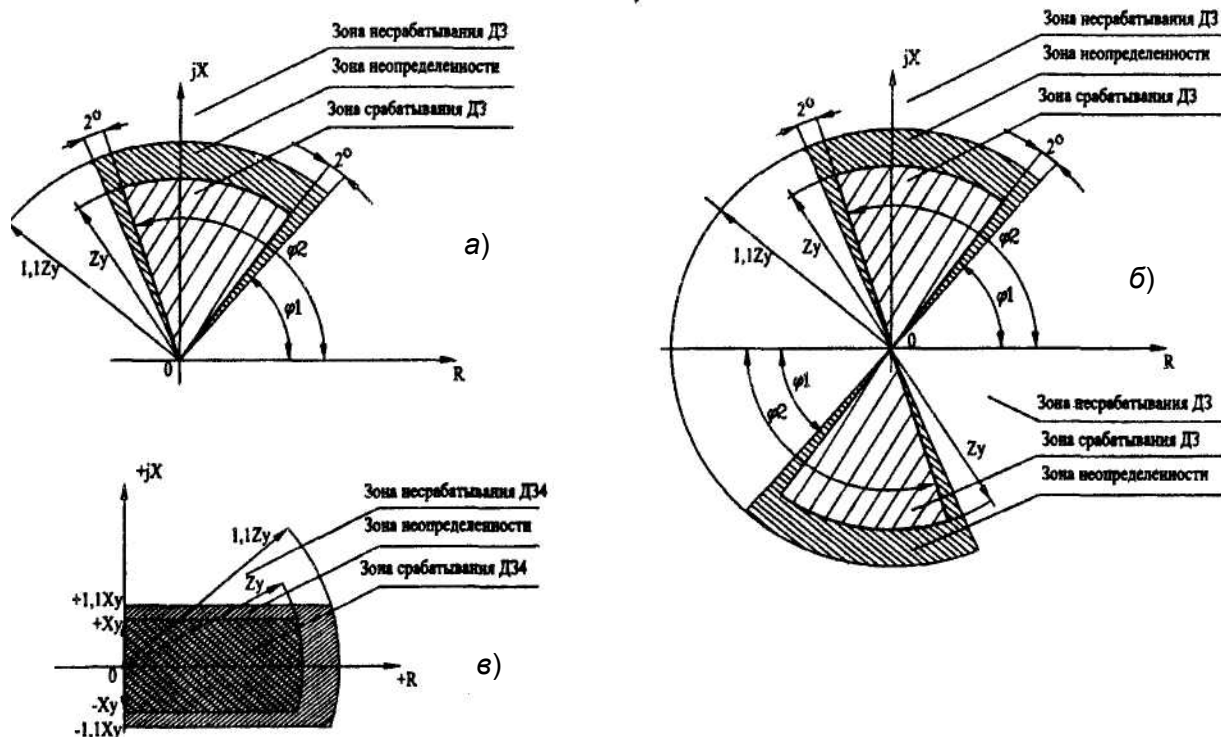 Зона несрабатывания ДЗ
Зона неопределенности
Зона срабатывания ДЗ
jX
2°
2°
Zy
1,1Zy
φ2
φ1
0
R
а)
Зона несрабатывания ДЗ
Зона неопределенности
Зона срабатывания ДЗ
jX
2°
2°
Zy
1,1Zy
φ2
φ1
0
R
б)
φ1
φ2
Zy
Зона несрабатывания ДЗ
Зона срабатывания ДЗ
Зона неопределенности
+jX
Зона несрабатывания ДЗ4
Зона неопределенности
Зона срабатывания ДЗ4
1,1Zy
Zy
+1,1Xy
+Xy
0
-Xy
-1,1Xy
+R
в)